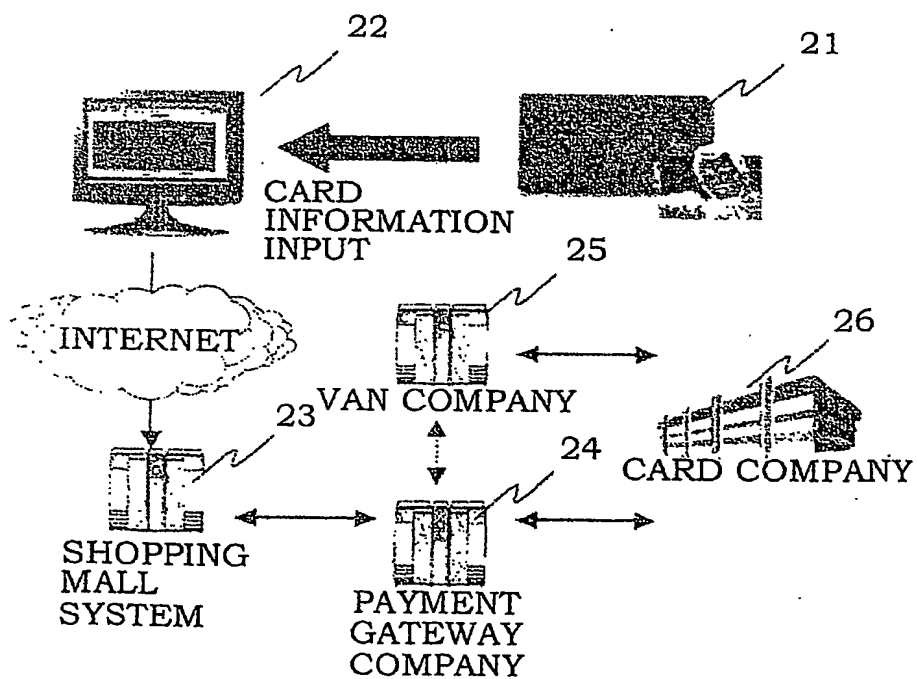 22
21
CARD
INFORMATION
INPUT
25
INTERNET
26
VAN COMPANY
23
24
CARD COMPANY
SHOPPING
MALL
SYSTEM
PAYMENT
GATEWAY
COMPANY